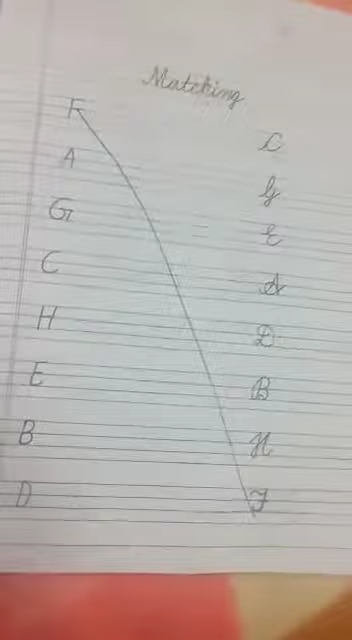 Matching
F C
A G
G E
C A
H D
E B
B H
D F